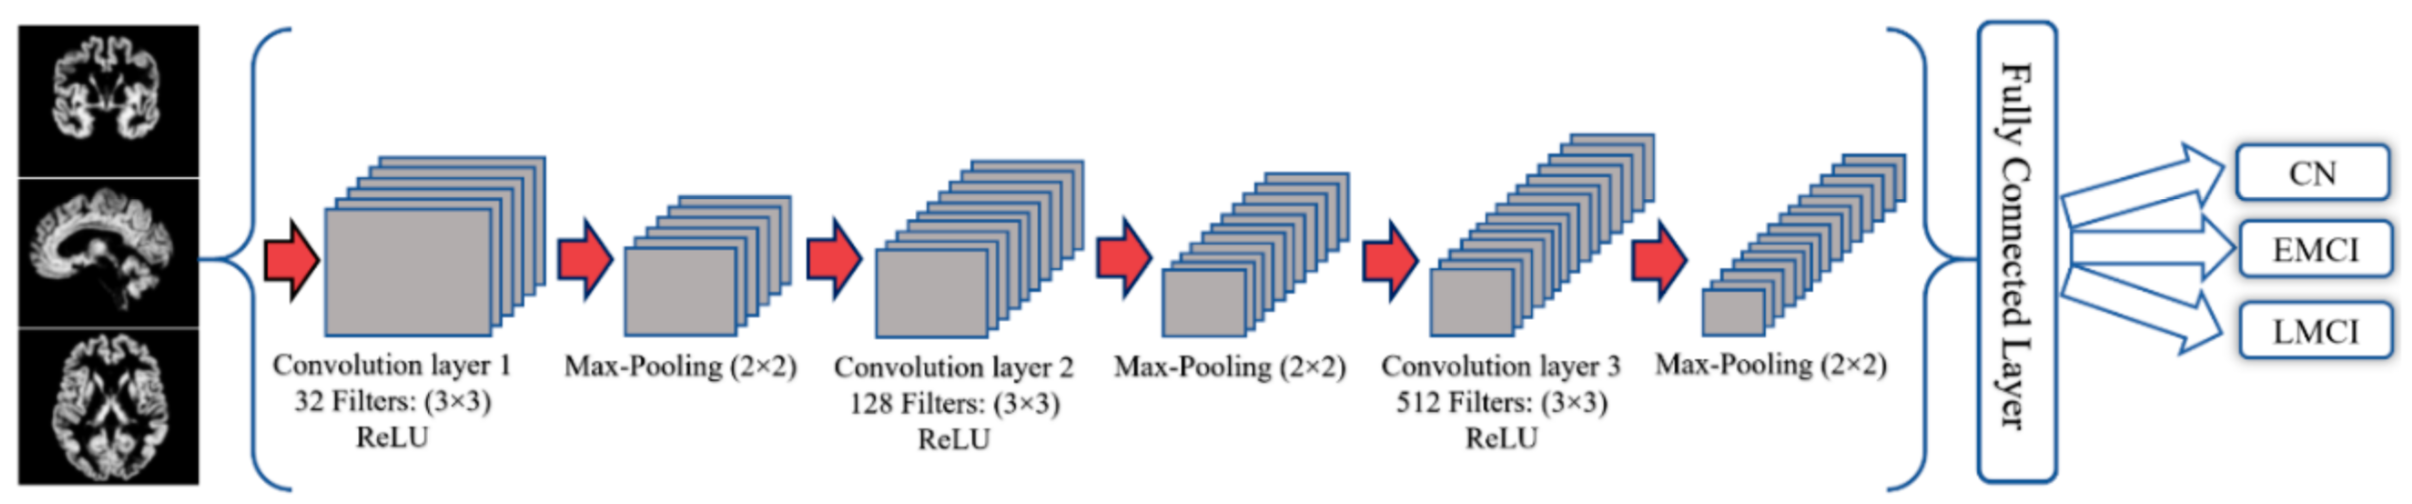 Convolution layer 1
32 Filters: (3×3)
ReLU
Max-Pooling (2×2)
Convolution layer 2
128 Filters: (3×3)
ReLU
Max-Pooling (2×2)
Convolution layer 3
512 Filters: (3×3)
ReLU
Max-Pooling (2×2)
Fully Connected Layer
CN
EMCI
LMCI